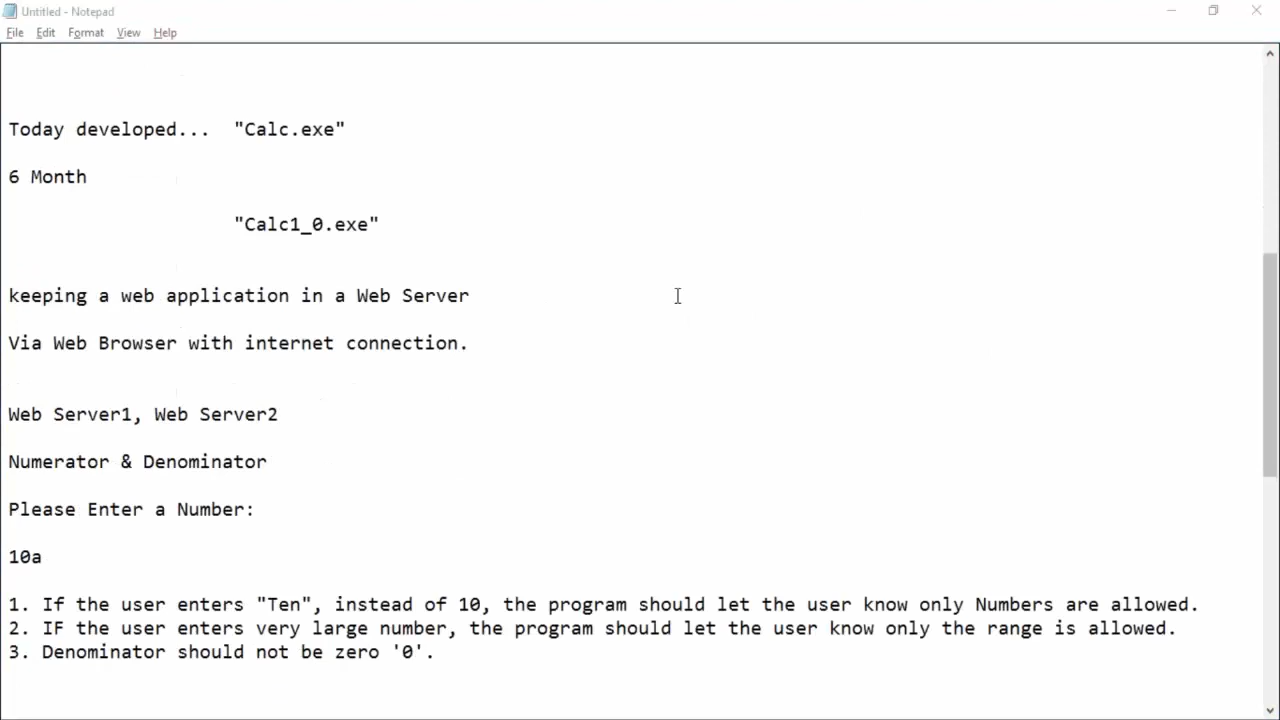 Untitled - Notepad
File Edit Format View Help
Today developed... "Calc.exe"
6 Month
"Calc1_0.exe"
keeping a web application in a Web Server
Via Web Browser with internet connection.
Web Server1, Web Server2
Numerator & Denominator
Please Enter a Number:
10a
1. If the user enters "Ten", instead of 10, the program should let the user know only Numbers are allowed.
2. IF the user enters very large number, the program should let the user know only the range is allowed.
3. Denominator should not be zero '0'.